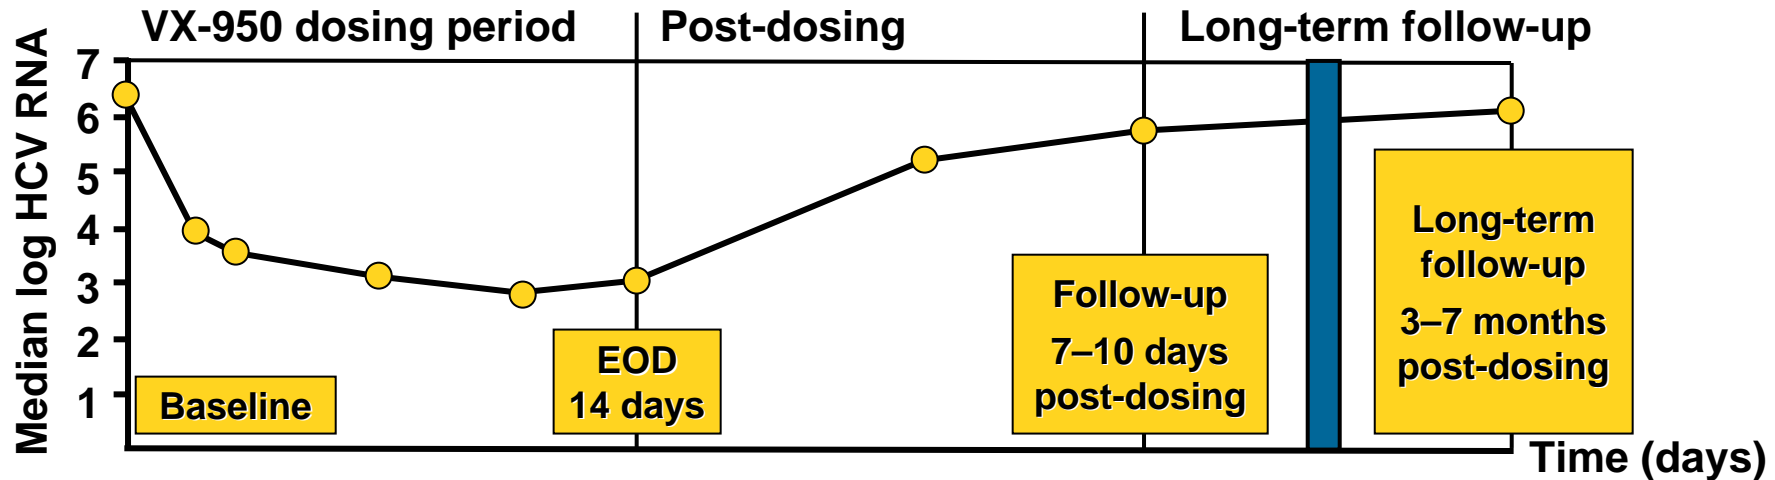 VX-950 dosing period
Post-dosing
Long-term follow-up
Median log HCV RNA
7
6
5
4
3
2
1
Baseline
EOD
14 days
Follow-up
7–10 days
post-dosing
Long-term
follow-up
3–7 months
post-dosing
Time (days)